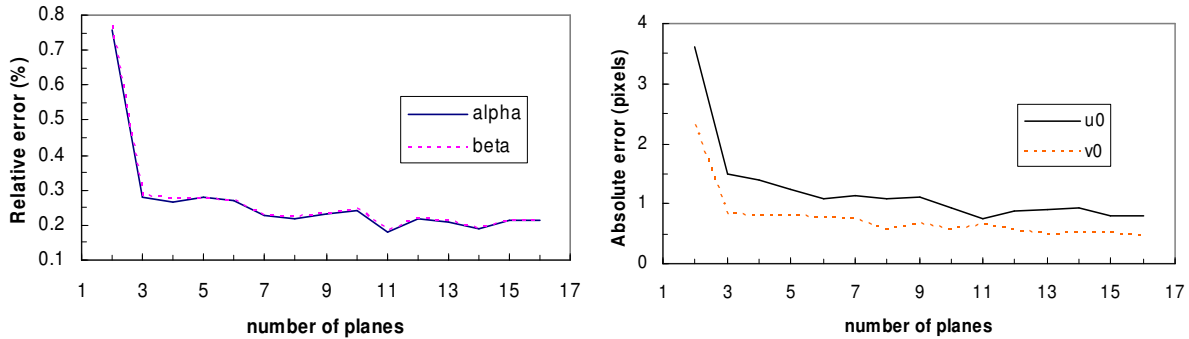 Relative error (%)
0.8
0.7
0.6
0.5
0.4
0.3
0.2
0.1
alpha
beta
1 3 5 7 9 11 13 15 17
number of planes
Absolute error (pixels)
4
3
2
1
0
u0
v0
1 3 5 7 9 11 13 15 17
number of planes